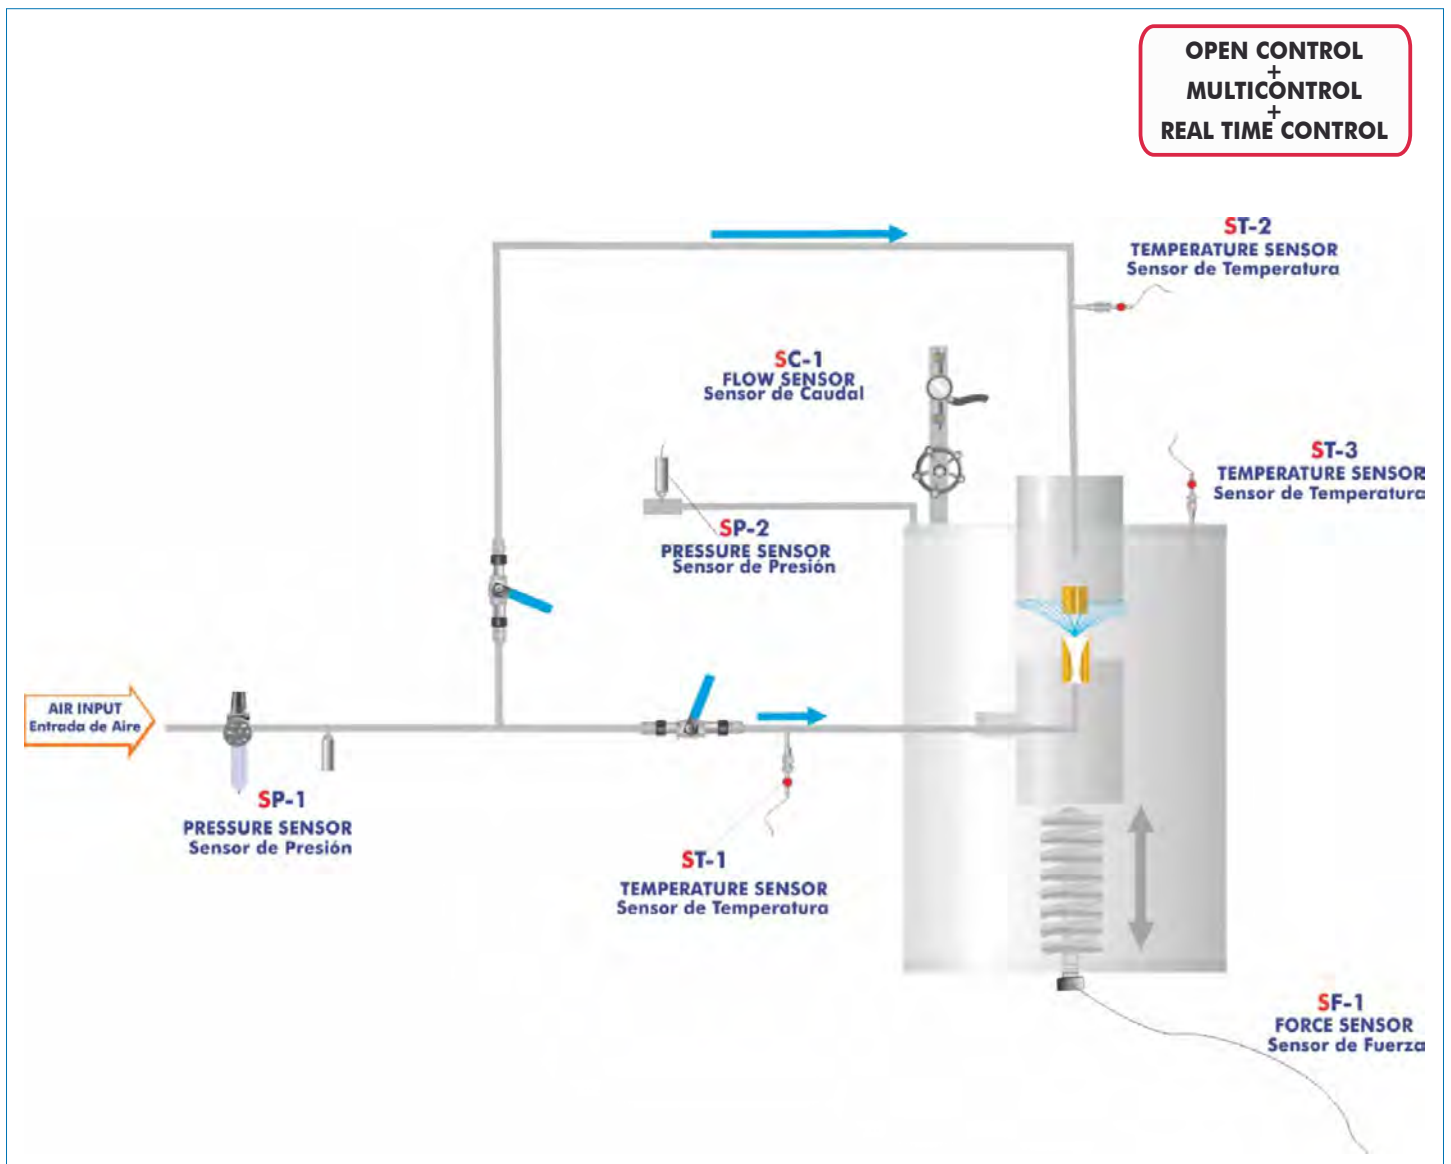 OPEN CONTROL
+
MULTICONTROL
+
REAL TIME CONTROL
ST-2
TEMPERATURE SENSOR
Sensor de Temperatura
SC-1
FLOW SENSOR
Sensor de Caudal
ST-3
TEMPERATURE SENSOR
Sensor de Temperatura
SP-2
PRESSURE SENSOR
Sensor de Presión
AIR INPUT
Entrada de Aire
SP-1
PRESSURE SENSOR
Sensor de Presión
ST-1
TEMPERATURE SENSOR
Sensor de Temperatura
SF-1
FORCE SENSOR
Sensor de Fuerza